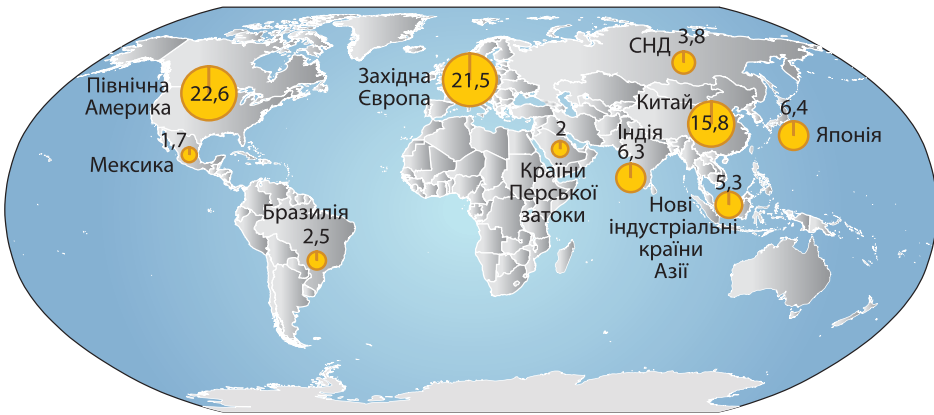 Північна
Америка
22,6
1,7
Мексика
Бразилія
2,5
Західна
Європа
21,5
СНД
3,8
Китай
15,8
6,4
Японія
2
Країни
Перської
затоки
Індія
6,3
5,3
Нові
індустріальні
країни
Азії